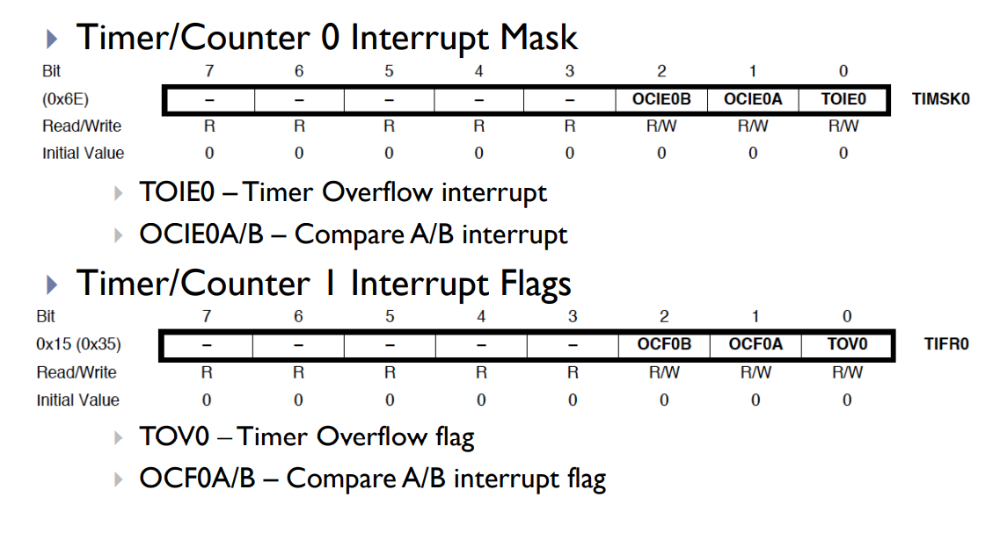 Timer/Counter 0 Interrupt Mask
Bit 7 6 5 4 3 2 1 0
(0x6E) – – – – – OCIE0B OCIE0A TOIE0 TIMSK0
Read/Write R R R R R R/W R/W R/W
Initial Value 0 0 0 0 0 0 0 0
TOIE0 – Timer Overflow interrupt
OCIE0A/B – Compare A/B interrupt
Timer/Counter 1 Interrupt Flags
Bit 7 6 5 4 3 2 1 0
0x15 (0x35) – – – – – OCF0B OCF0A TOV0 TIFR0
Read/Write R R R R R R/W R/W R/W
Initial Value 0 0 0 0 0 0 0 0
TOV0 – Timer Overflow flag
OCF0A/B – Compare A/B interrupt flag